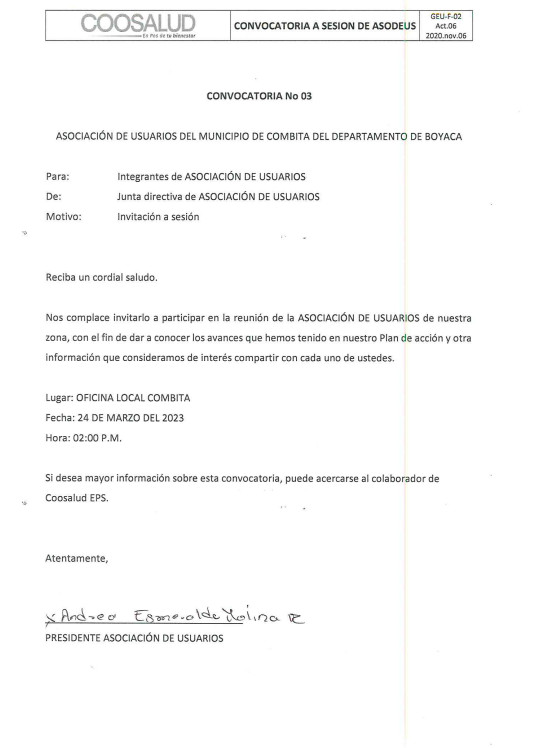 COOSALUD
En Pos de tu Bienestar
CONVOCATORIA A SESION DE ASODEUS
GEU-F-02
Act.06
2020.nov.06
CONVOCATORIA No 03
ASOCIACIÓN DE USUARIOS DEL MUNICIPIO DE COMBITA DEL DEPARTAMENTO DE BOYACA
Para: Integrantes de ASOCIACIÓN DE USUARIOS
De: Junta directiva de ASOCIACIÓN DE USUARIOS
Motivo: Invitación a sesión
Reciba un cordial saludo.
Nos complace invitarlo a participar en la reunión de la ASOCIACIÓN DE USUARIOS de nuestra
zona, con el fin de dar a conocer los avances que hemos tenido en nuestro Plan de acción y otra
información que consideramos de interés compartir con cada uno de ustedes.
Lugar: OFICINA LOCAL COMBITA
Fecha: 24 DE MARZO DEL 2023
Hora: 02:00 P.M.
Si desea mayor información sobre esta convocatoria, puede acercarse al colaborador de
Coosalud EPS.
Atentamente,
x Andrea Esmeralda Molina R
PRESIDENTE ASOCIACIÓN DE USUARIOS